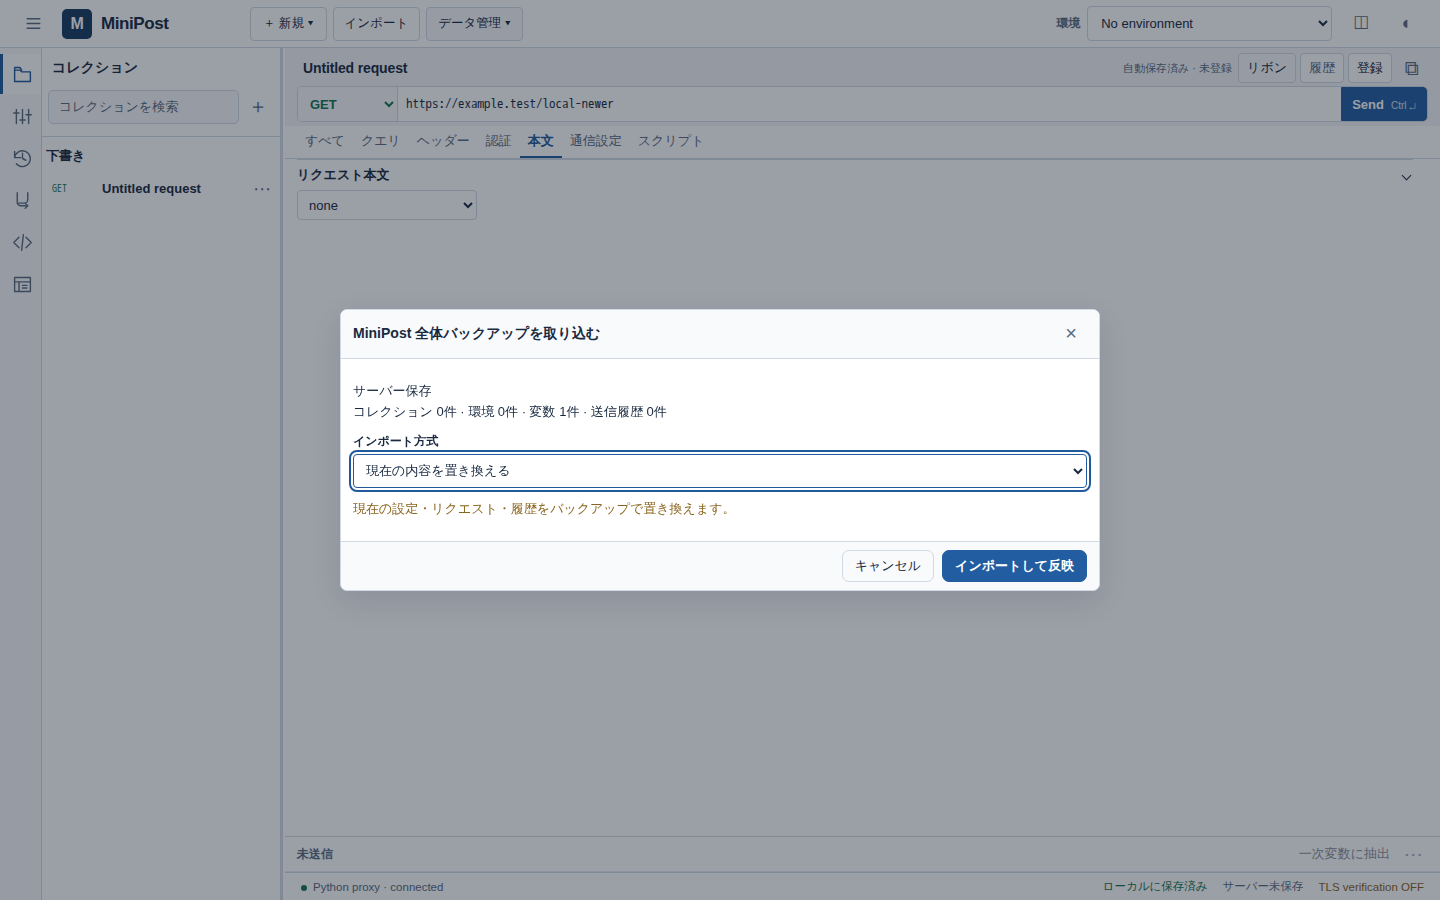 M MiniPost ＋ 新規 ▾ インポート データ管理 ▾ 環境 No environment
コレクション
コレクションを検索 ＋
下書き
GET Untitled request ⋯
Untitled request 自動保存済み · 未登録 リボン 履歴 登録
GET https://example.test/local-newer Send Ctrl ↵
すべて クエリ ヘッダー 認証 本文 通信設定 スクリプト
リクエスト本文
none
MiniPost 全体バックアップを取り込む ×
サーバー保存
コレクション 0件 · 環境 0件 · 変数 1件 · 送信履歴 0件
インポート方式
現在の内容を置き換える
現在の設定・リクエスト・履歴をバックアップで置き換えます。
キャンセル インポートして反映
未送信 一次変数に抽出 ⋯
Python proxy · connected ローカルに保存済み サーバー未保存 TLS verification OFF